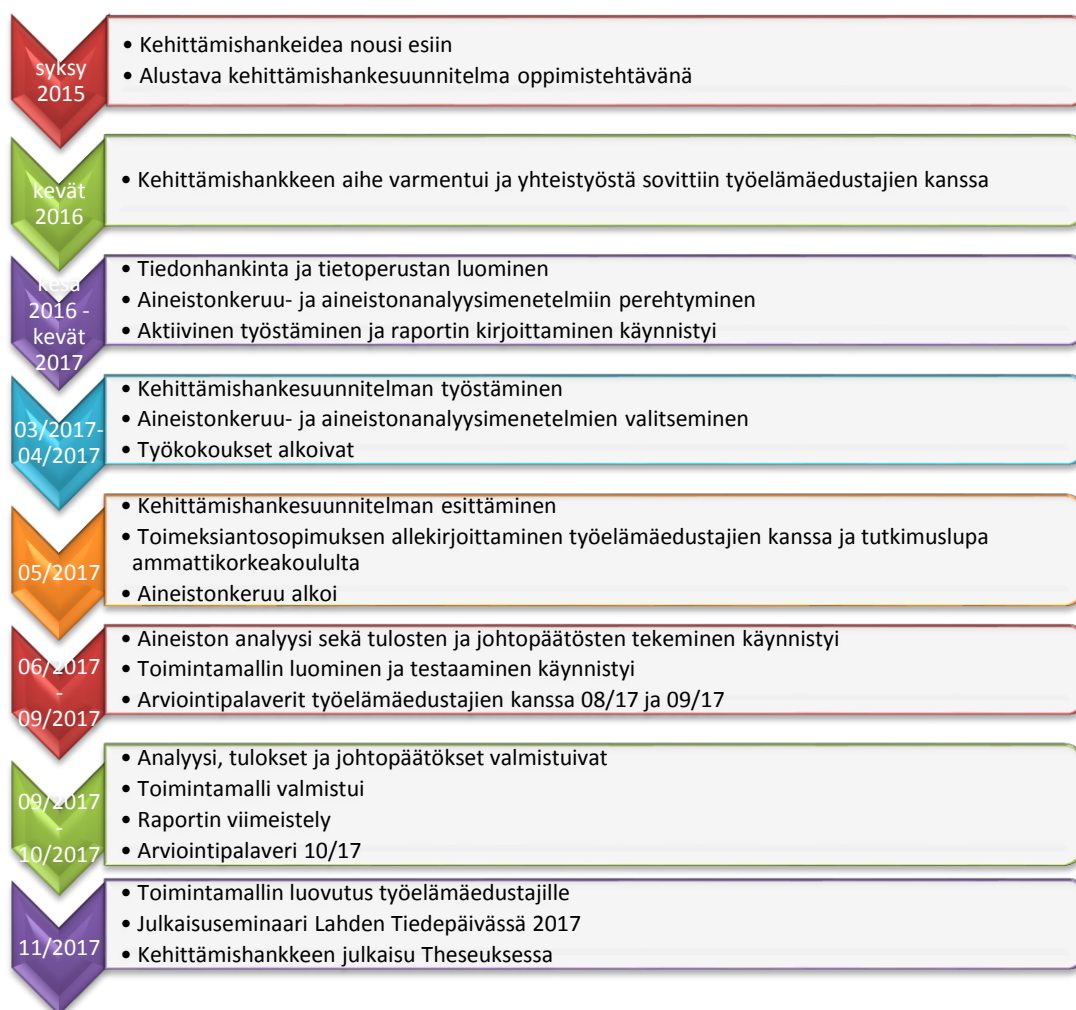 syksy
2015
• Kehittämishankeidea nousi esiin
• Alustava kehittämishankesuunnitelma oppimistehtävänä
kevät
2016
• Kehittämishankkeen aihe varmentui ja yhteistyöstä sovittiin työelämäedustajien kanssa
kesä
2016 -
kevät
2017
• Tiedonhankinta ja tietoperustan luominen
• Aineistonkeruu- ja aineistonanalyysimenetelmiin perehtyminen
• Aktiivinen työstäminen ja raportin kirjoittaminen käynnistyi
03/2017-
04/2017
• Kehittämishankesuunnitelman työstäminen
• Aineistonkeruu- ja aineistonanalyysimenetelmien valitseminen
• Työkokoukset alkoivat
05/2017
• Kehittämishankesuunnitelman esittäminen
• Toimeksiantosopimuksen allekirjoittaminen työelämäedustajien kanssa ja tutkimuslupa
ammattikorkeakoululta
• Aineistonkeruu alkoi
06/2017
-
09/2017
• Aineiston analyysi sekä tulosten ja johtopäätösten tekeminen käynnistyi
• Toimintamallin luominen ja testaaminen käynnistyi
• Arviointipalaverit työelämäedustajien kanssa 08/17 ja 09/17
09/2017
-
10/2017
• Analyysi, tulokset ja johtopäätökset valmistuivat
• Toimintamalli valmistui
• Raportin viimeistely
• Arviointipalaveri 10/17
11/2017
• Toimintamallin luovutus työelämäedustajille
• Julkaisuseminaari Lahden Tiedepäivässä 2017
• Kehittämishankkeen julkaisu Theseuksessa